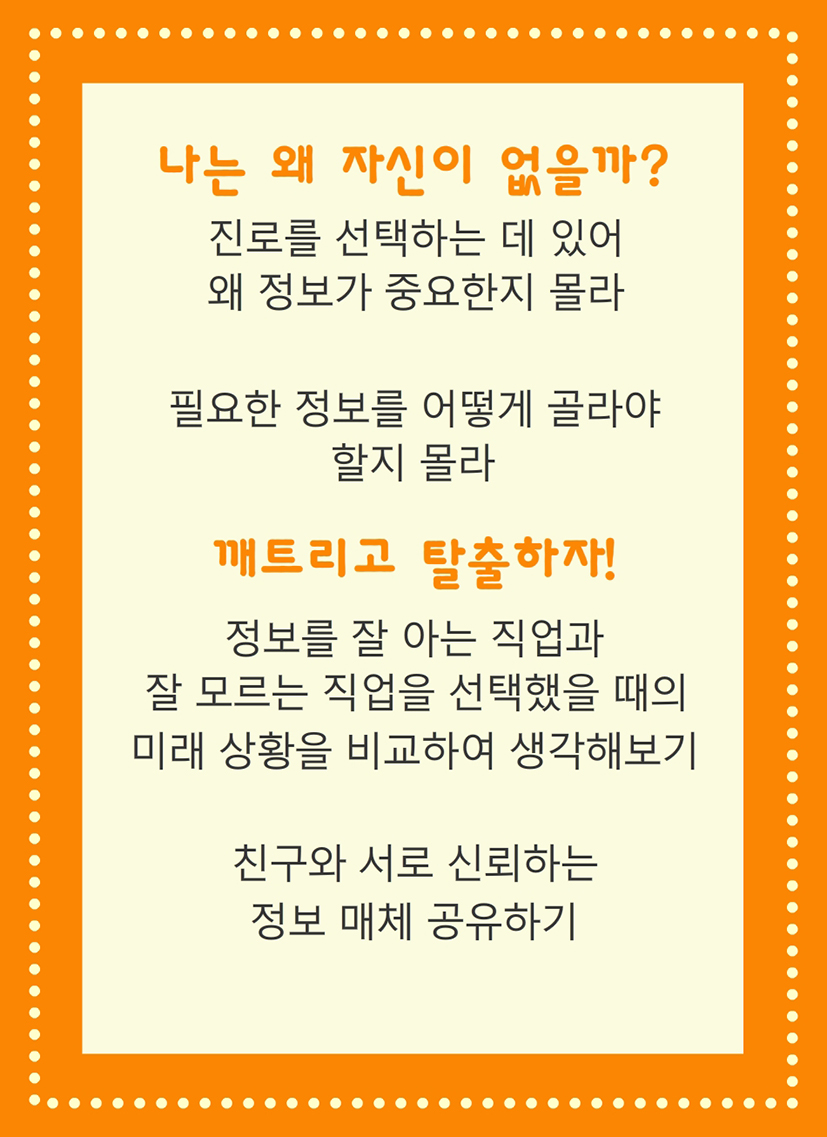 나는 왜 자신이 없을까?
진로를 선택하는 데 있어
왜 정보가 중요한지 몰라
필요한 정보를 어떻게 골라야
할지 몰라
깨트리고 탈출하자!
정보를 잘 아는 직업과
잘 모르는 직업을 선택했을 때의
미래 상황을 비교하여 생각해보기
친구와 서로 신뢰하는
정보 매체 공유하기